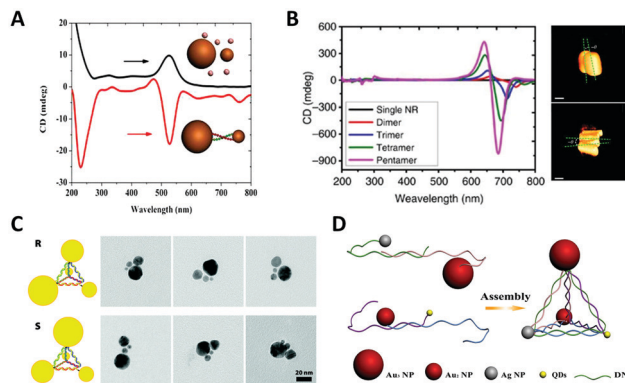 A
CD (mdeg)
20
10
0
-10
-20
-30
200 300 400 500 600 700 800
Wavelength (nm)
B
CD (mdeg)
600
300
0
-300
-600
-900
Single NR
Dimer
Trimer
Tetramer
Pentamer
200 300 400 500 600 700 800
Wavelength (nm)
C
R
S
20 nm
D
Assembly
Au₁ NP
Au₂ NP
Ag NP
QDs
DN